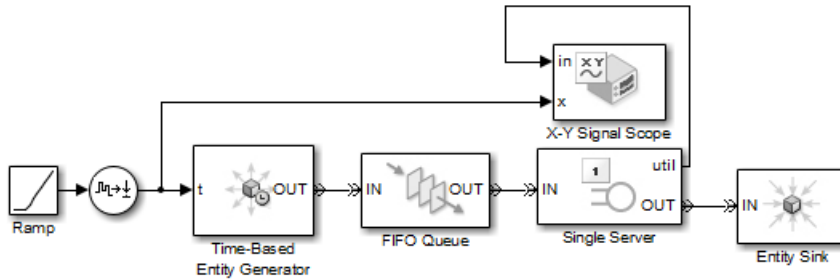 in
XY
x
X-Y Signal Scope
Ramp
t
OUT
Time-Based
Entity Generator
IN
OUT
FIFO Queue
IN
1
util
OUT
Single Server
IN
Entity Sink